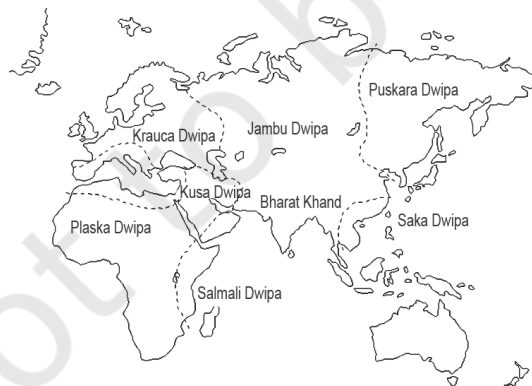 Puskara Dwipa
Krauca Dwipa
Jambu Dwipa
Kusa Dwipa
Bharat Khand
Plaska Dwipa
Saka Dwipa
Salmali Dwipa